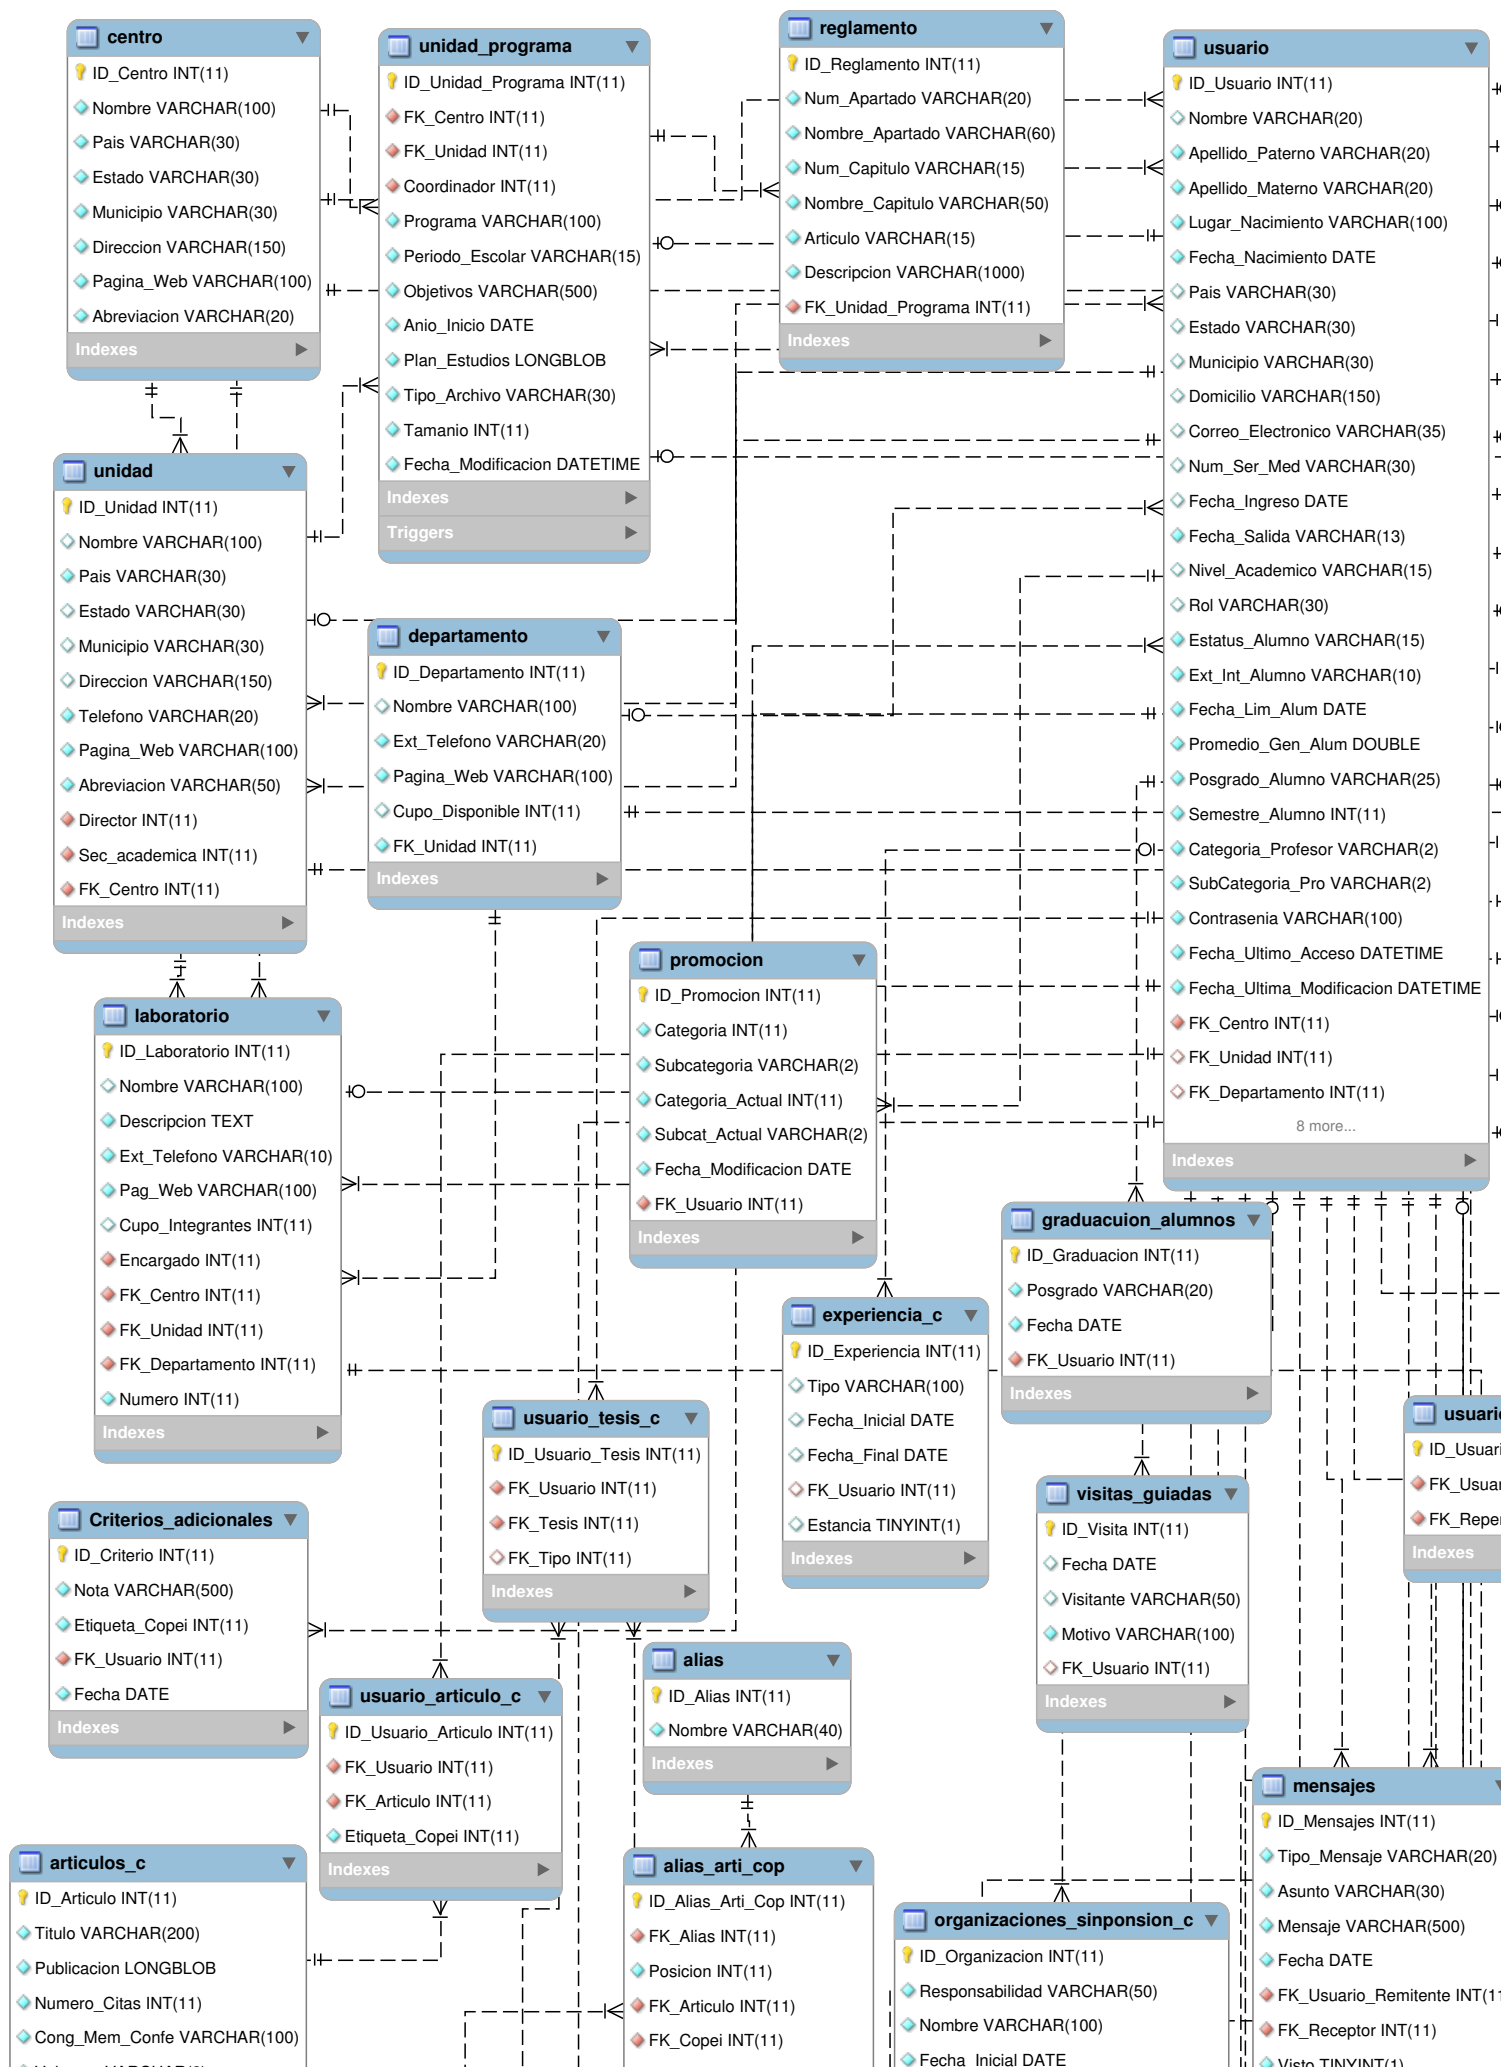 centro
ID_Centro INT(11)
Nombre VARCHAR(100)
Pais VARCHAR(30)
Estado VARCHAR(30)
Municipio VARCHAR(30)
Direccion VARCHAR(150)
Pagina_Web VARCHAR(100)
Abreviacion VARCHAR(20)
Indexes
unidad_programa
ID_Unidad_Programa INT(11)
FK_Centro INT(11)
FK_Unidad INT(11)
Coordinador INT(11)
Programa VARCHAR(100)
Periodo_Escolar VARCHAR(15)
Objetivos VARCHAR(500)
Anio_Inicio DATE
Plan_Estudios LONGBLOB
Tipo_Archivo VARCHAR(30)
Tamanio INT(11)
Fecha_Modificacion DATETIME
Indexes
Triggers
reglamento
ID_Reglamento INT(11)
Num_Apartado VARCHAR(20)
Nombre_Apartado VARCHAR(60)
Num_Capitulo VARCHAR(15)
Nombre_Capitulo VARCHAR(50)
Articulo VARCHAR(15)
Descripcion VARCHAR(1000)
FK_Unidad_Programa INT(11)
Indexes
usuario
ID_Usuario INT(11)
Nombre VARCHAR(20)
Apellido_Paterno VARCHAR(20)
Apellido_Materno VARCHAR(20)
Lugar_Nacimiento VARCHAR(100)
Fecha_Nacimiento DATE
Pais VARCHAR(30)
Estado VARCHAR(30)
Municipio VARCHAR(30)
Domicilio VARCHAR(150)
Correo_Electronico VARCHAR(35)
Num_Ser_Med VARCHAR(30)
Fecha_Ingreso DATE
Fecha_Salida VARCHAR(13)
Nivel_Academico VARCHAR(15)
Rol VARCHAR(30)
Estatus_Alumno VARCHAR(15)
Ext_Int_Alumno VARCHAR(10)
Fecha_Lim_Alum DATE
Promedio_Gen_Alum DOUBLE
Posgrado_Alumno VARCHAR(25)
Semestre_Alumno INT(11)
Categoria_Profesor VARCHAR(2)
SubCategoria_Pro VARCHAR(2)
Contrasenia VARCHAR(100)
Fecha_Ultimo_Acceso DATETIME
Fecha_Ultima_Modificacion DATETIME
FK_Centro INT(11)
FK_Unidad INT(11)
FK_Departamento INT(11)
8 more...
Indexes
unidad
ID_Unidad INT(11)
Nombre VARCHAR(100)
Pais VARCHAR(30)
Estado VARCHAR(30)
Municipio VARCHAR(30)
Direccion VARCHAR(150)
Telefono VARCHAR(20)
Pagina_Web VARCHAR(100)
Abreviacion VARCHAR(50)
Director INT(11)
Sec_academica INT(11)
FK_Centro INT(11)
Indexes
departamento
ID_Departamento INT(11)
Nombre VARCHAR(100)
Ext_Telefono VARCHAR(20)
Pagina_Web VARCHAR(100)
Cupo_Disponible INT(11)
FK_Unidad INT(11)
Indexes
promocion
ID_Promocion INT(11)
Categoria INT(11)
Subcategoria VARCHAR(2)
Categoria_Actual INT(11)
Subcat_Actual VARCHAR(2)
Fecha_Modificacion DATE
FK_Usuario INT(11)
Indexes
laboratorio
ID_Laboratorio INT(11)
Nombre VARCHAR(100)
Descripcion TEXT
Ext_Telefono VARCHAR(10)
Pag_Web VARCHAR(100)
Cupo_Integrantes INT(11)
Encargado INT(11)
FK_Centro INT(11)
FK_Unidad INT(11)
FK_Departamento INT(11)
Numero INT(11)
Indexes
graduacuion_alumnos
ID_Graduacion INT(11)
Posgrado VARCHAR(20)
Fecha DATE
FK_Usuario INT(11)
Indexes
experiencia_c
ID_Experiencia INT(11)
Tipo VARCHAR(100)
Fecha_Inicial DATE
Fecha_Final DATE
FK_Usuario INT(11)
Estancia TINYINT(1)
Indexes
usuario_tesis_c
ID_Usuario_Tesis INT(11)
FK_Usuario INT(11)
FK_Tesis INT(11)
FK_Tipo INT(11)
Indexes
usuario
ID_Usuari
FK_Usuar
FK_Repe
Indexes
visitas_guiadas
ID_Visita INT(11)
Fecha DATE
Visitante VARCHAR(50)
Motivo VARCHAR(100)
FK_Usuario INT(11)
Indexes
Criterios_adicionales
ID_Criterio INT(11)
Nota VARCHAR(500)
Etiqueta_Copei INT(11)
FK_Usuario INT(11)
Fecha DATE
Indexes
alias
ID_Alias INT(11)
Nombre VARCHAR(40)
Indexes
usuario_articulo_c
ID_Usuario_Articulo INT(11)
FK_Usuario INT(11)
FK_Articulo INT(11)
Etiqueta_Copei INT(11)
Indexes
mensajes
ID_Mensajes INT(11)
Tipo_Mensaje VARCHAR(20)
Asunto VARCHAR(30)
Mensaje VARCHAR(500)
Fecha DATE
FK_Usuario_Remitente INT(11
FK_Receptor INT(11)
Visto TINYINT(1)
articulos_c
ID_Articulo INT(11)
Titulo VARCHAR(200)
Publicacion LONGBLOB
Numero_Citas INT(11)
Cong_Mem_Confe VARCHAR(100)
alias_arti_cop
ID_Alias_Arti_Cop INT(11)
FK_Alias INT(11)
Posicion INT(11)
FK_Articulo INT(11)
FK_Copei INT(11)
organizaciones_sinponsion_c
ID_Organizacion INT(11)
Responsabilidad VARCHAR(50)
Nombre VARCHAR(100)
Fecha_Inicial DATE